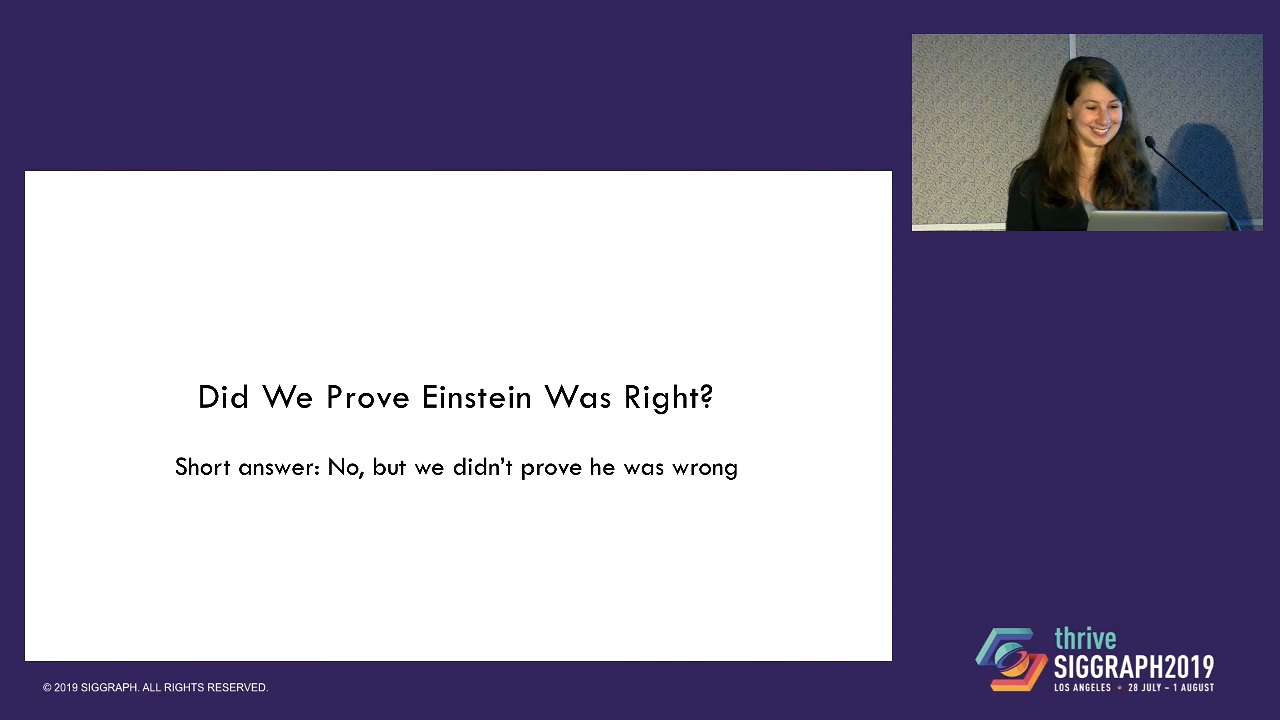 Did We Prove Einstein Was Right?
Short answer: No, but we didn't prove he was wrong
© 2019 SIGGRAPH. ALL RIGHTS RESERVED.
thrive
SIGGRAPH2019
LOS ANGELES • 28 JULY – 1 AUGUST